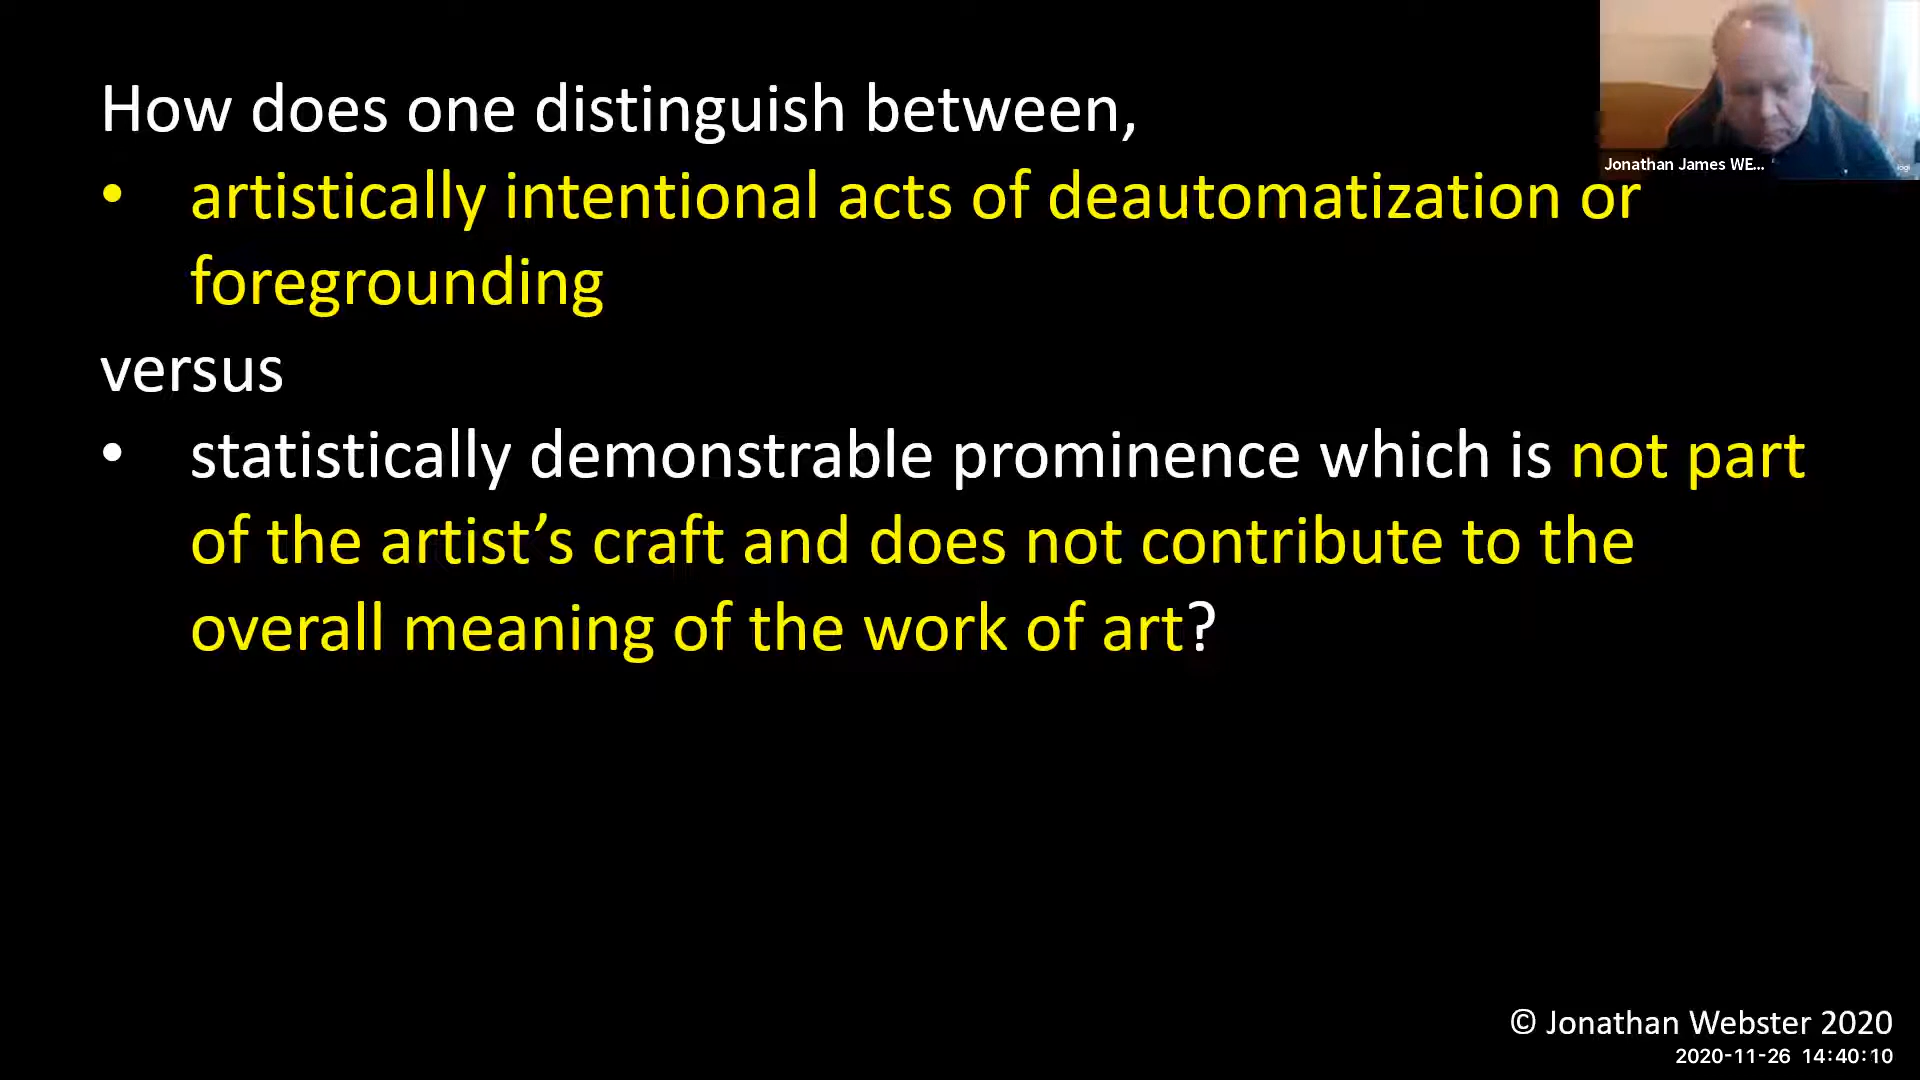 How does one distinguish between,
• artistically intentional acts of deautomatization or
foregrounding
versus
• statistically demonstrable prominence which is not part
of the artist’s craft and does not contribute to the
overall meaning of the work of art?
Jonathan James WE...
logi
© Jonathan Webster 2020
2020-11-26 14:40:10